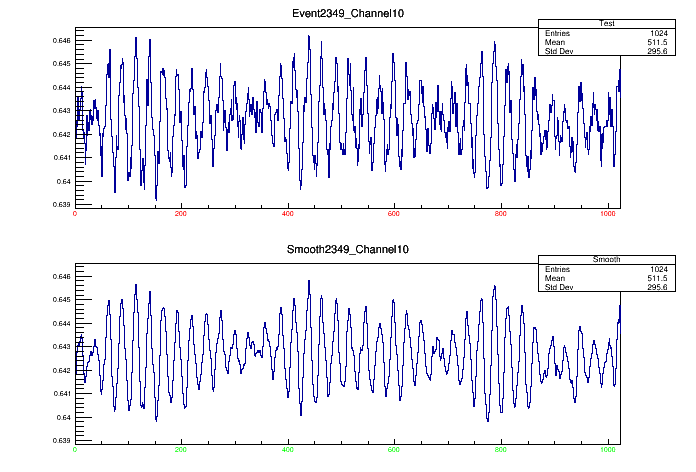 Event2349_Channel10
Test
Entries 1024
Mean 511.5
Std Dev 295.6
0.646
0.645
0.644
0.643
0.642
0.641
0.64
0.639
0 200 400 600 800 1000
Smooth2349_Channel10
Smooth
Entries 1024
Mean 511.5
Std Dev 295.6
0.646
0.645
0.644
0.643
0.642
0.641
0.64
0.639
0 200 400 600 800 1000